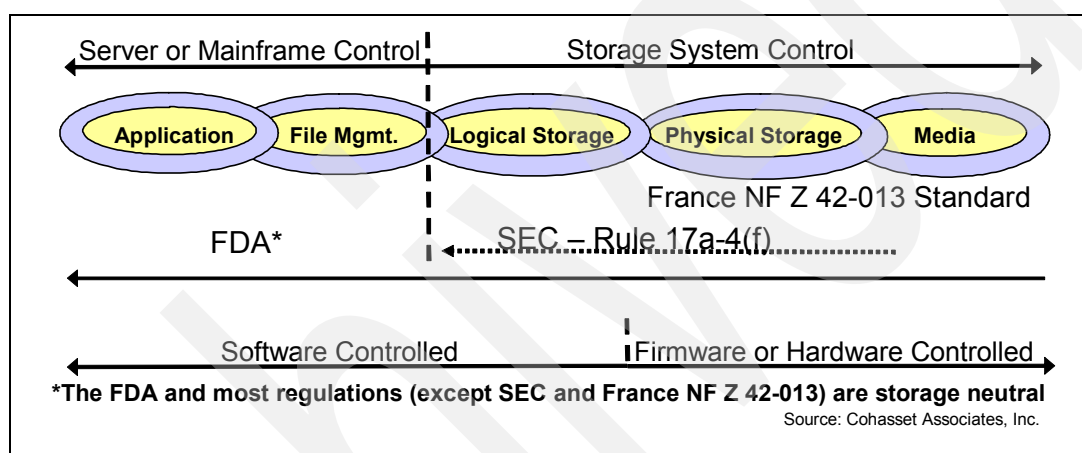 Server or Mainframe Control Storage System Control
Application File Mgmt. Logical Storage Physical Storage Media
France NF Z 42-013 Standard
FDA* SEC – Rule 17a-4(f)
Software Controlled Firmware or Hardware Controlled
*The FDA and most regulations (except SEC and France NF Z 42-013) are storage neutral
Source: Cohasset Associates, Inc.